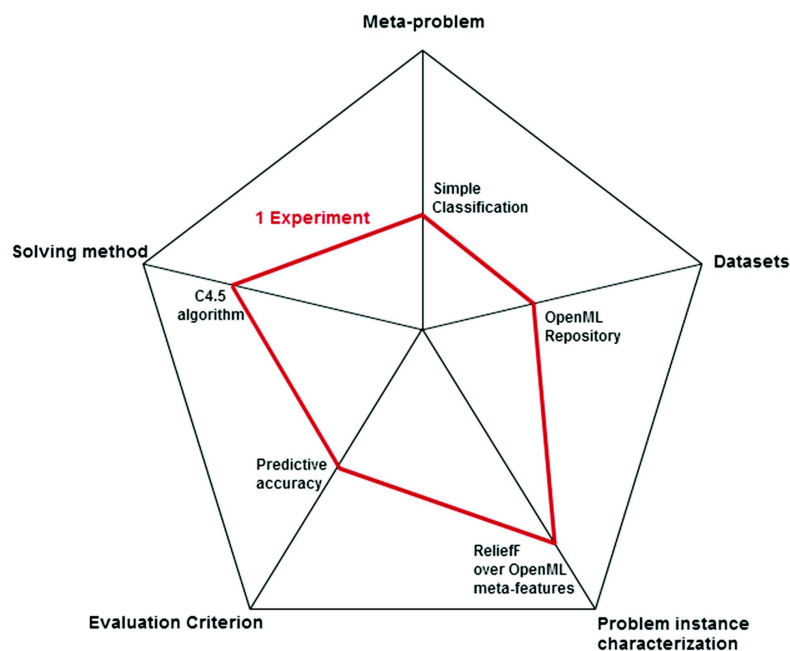 Meta-problem
Simple
Classification
1 Experiment
Solving method
Datasets
C4.5
algorithm
OpenML
Repository
Predictive
accuracy
ReliefF
over OpenML
meta-features
Evaluation Criterion
Problem instance
characterization